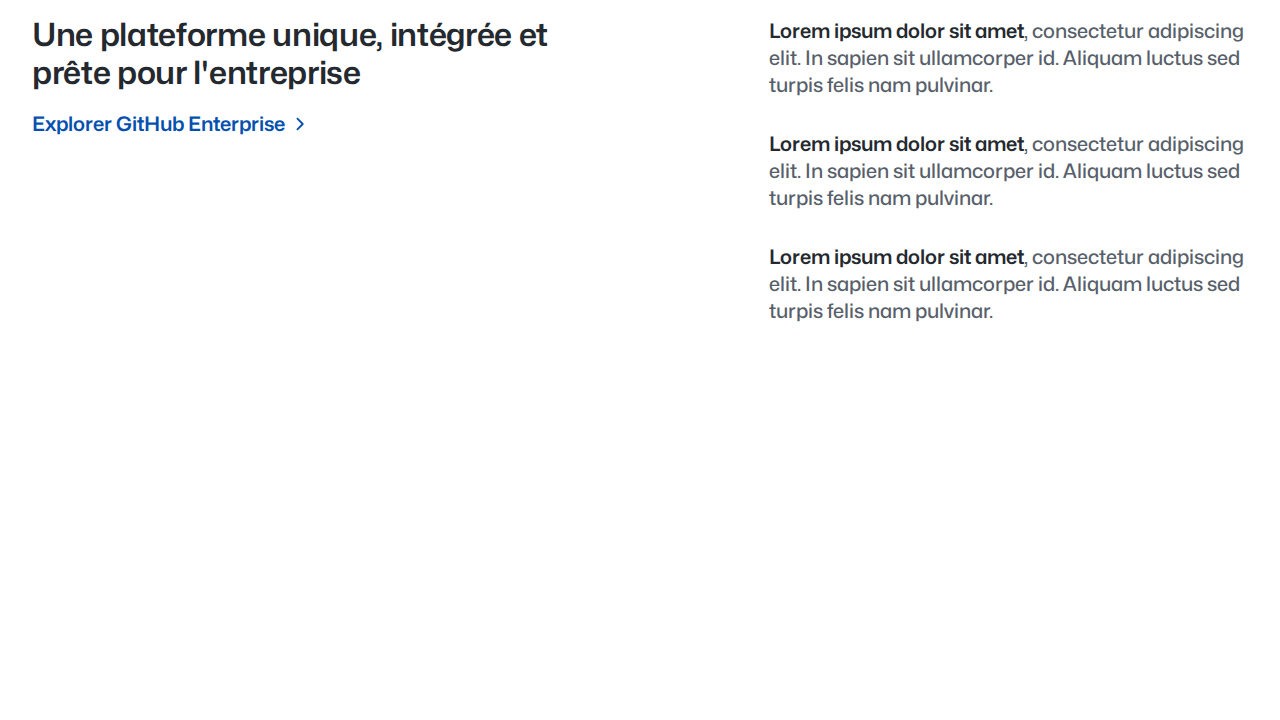 Une plateforme unique, intégrée et
prête pour l'entreprise
Explorer GitHub Enterprise
Lorem ipsum dolor sit amet, consectetur adipiscing
elit. In sapien sit ullamcorper id. Aliquam luctus sed
turpis felis nam pulvinar.
Lorem ipsum dolor sit amet, consectetur adipiscing
elit. In sapien sit ullamcorper id. Aliquam luctus sed
turpis felis nam pulvinar.
Lorem ipsum dolor sit amet, consectetur adipiscing
elit. In sapien sit ullamcorper id. Aliquam luctus sed
turpis felis nam pulvinar.